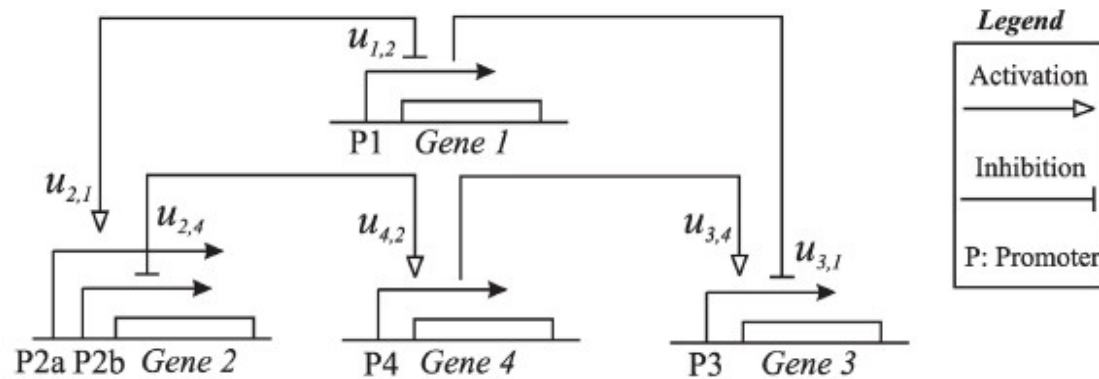 Legend
u1,2
Activation
P1 Gene 1
Inhibition
u2,1
u2,4
u4,2
u3,4
u3,1
P: Promoter
P2a P2b Gene 2
P4 Gene 4
P3 Gene 3